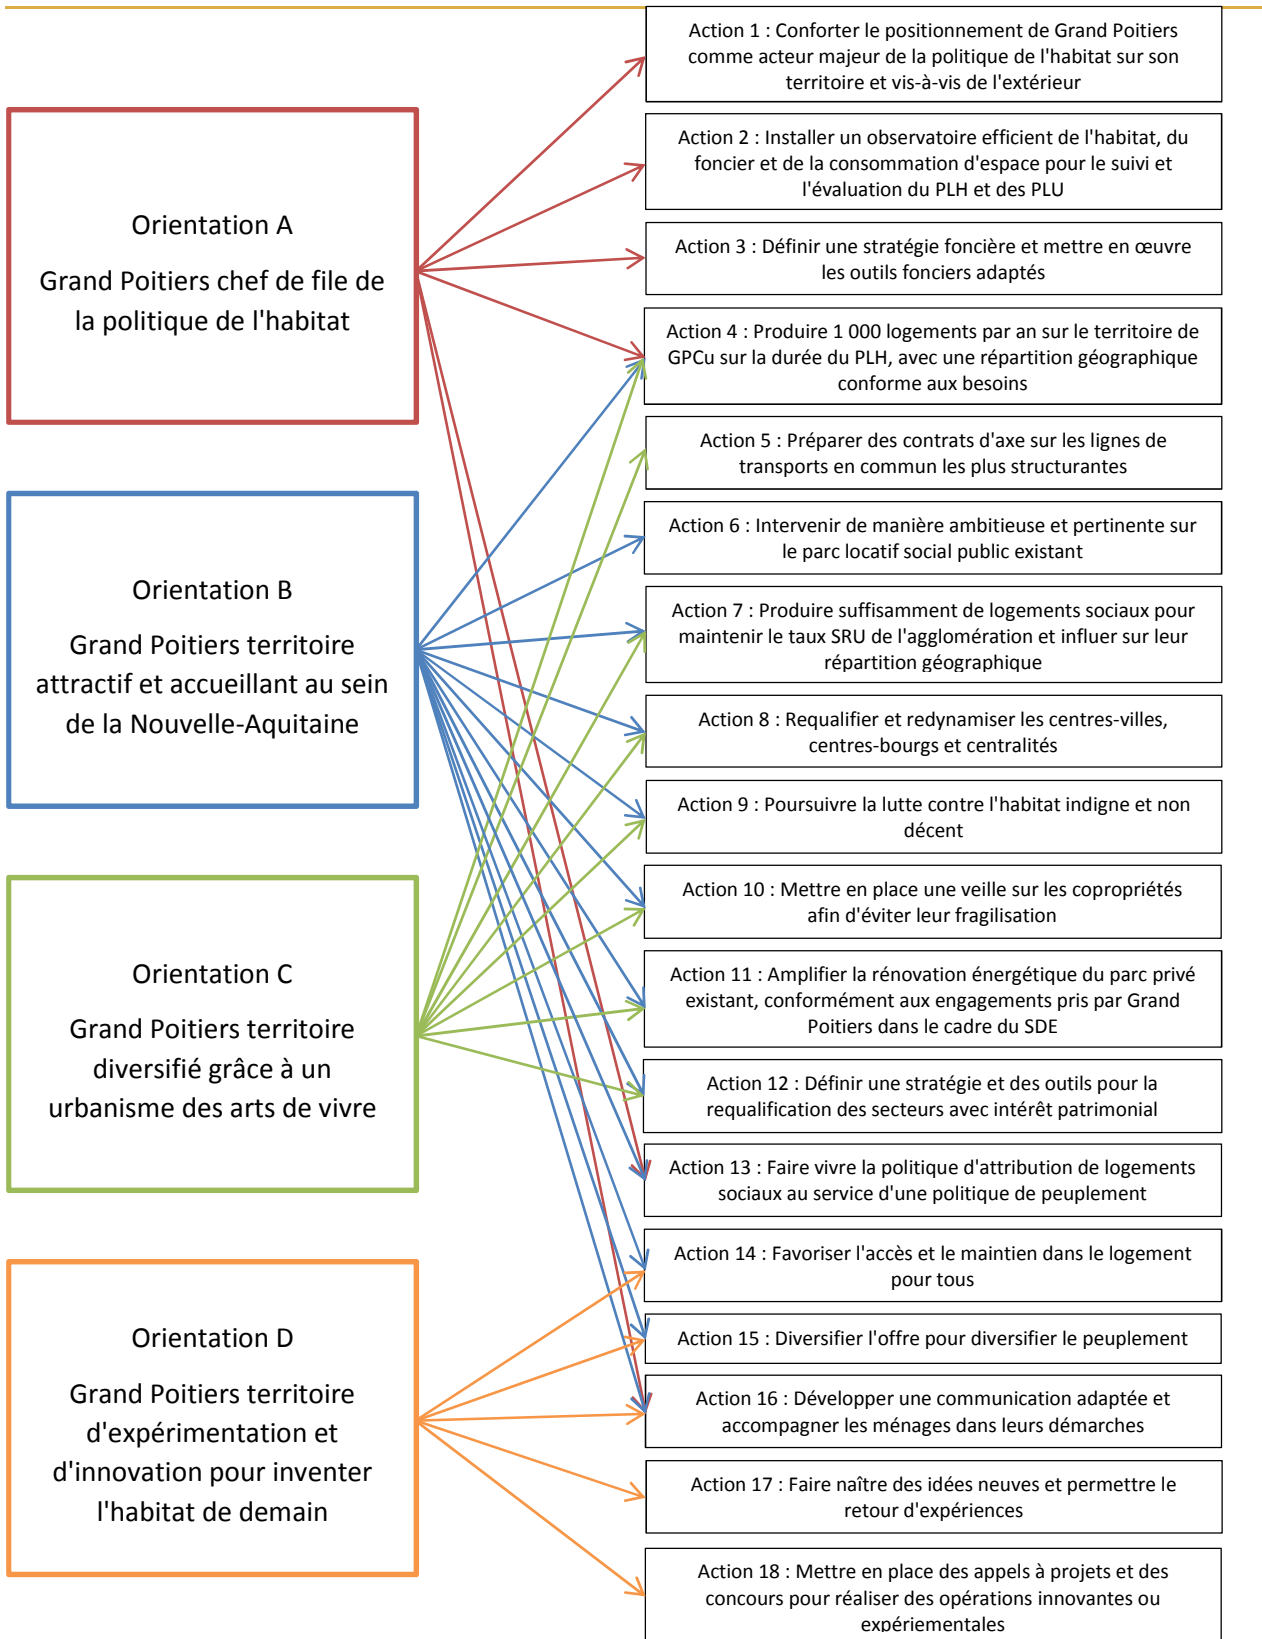 Orientation A
Grand Poitiers chef de file de
la politique de l'habitat
Orientation B
Grand Poitiers territoire
attractif et accueillant au sein
de la Nouvelle-Aquitaine
Orientation C
Grand Poitiers territoire
diversifié grâce à un
urbanisme des arts de vivre
Orientation D
Grand Poitiers territoire
d'expérimentation et
d'innovation pour inventer
l'habitat de demain
Action 1 : Conforter le positionnement de Grand Poitiers
comme acteur majeur de la politique de l'habitat sur son
territoire et vis-à-vis de l'extérieur
Action 2 : Installer un observatoire efficient de l'habitat, du
foncier et de la consommation d'espace pour le suivi et
l'évaluation du PLH et des PLU
Action 3 : Définir une stratégie foncière et mettre en œuvre
les outils fonciers adaptés
Action 4 : Produire 1 000 logements par an sur le territoire de
GPCu sur la durée du PLH, avec une répartition géographique
conforme aux besoins
Action 5 : Préparer des contrats d'axe sur les lignes de
transports en commun les plus structurantes
Action 6 : Intervenir de manière ambitieuse et pertinente sur
le parc locatif social public existant
Action 7 : Produire suffisamment de logements sociaux pour
maintenir le taux SRU de l'agglomération et influer sur leur
répartition géographique
Action 8 : Requalifier et redynamiser les centres-villes,
centres-bourgs et centralités
Action 9 : Poursuivre la lutte contre l'habitat indigne et non
décent
Action 10 : Mettre en place une veille sur les copropriétés
afin d'éviter leur fragilisation
Action 11 : Amplifier la rénovation énergétique du parc privé
existant, conformément aux engagements pris par Grand
Poitiers dans le cadre du SDE
Action 12 : Définir une stratégie et des outils pour la
requalification des secteurs avec intérêt patrimonial
Action 13 : Faire vivre la politique d'attribution de logements
sociaux au service d'une politique de peuplement
Action 14 : Favoriser l'accès et le maintien dans le logement
pour tous
Action 15 : Diversifier l'offre pour diversifier le peuplement
Action 16 : Développer une communication adaptée et
accompagner les ménages dans leurs démarches
Action 17 : Faire naître des idées neuves et permettre le
retour d'expériences
Action 18 : Mettre en place des appels à projets et des
concours pour réaliser des opérations innovantes ou
expériementales